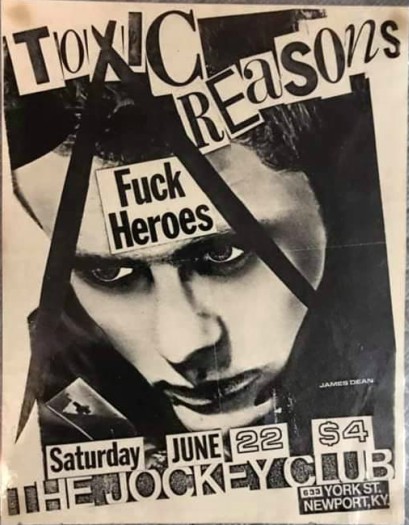 TOXIC
REasons
Fuck
Heroes
JAMES DEAN
Saturday JUNE 22 $4
THE JOCKEY CLUB
633 YORK ST.
NEWPORT, KY.